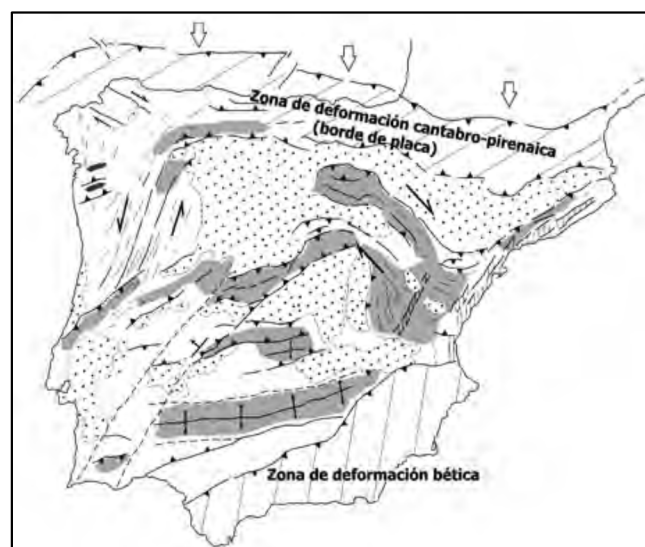 Zona de deformación cantabro-pirenaica
(borde de placa)
Zona de deformación bética